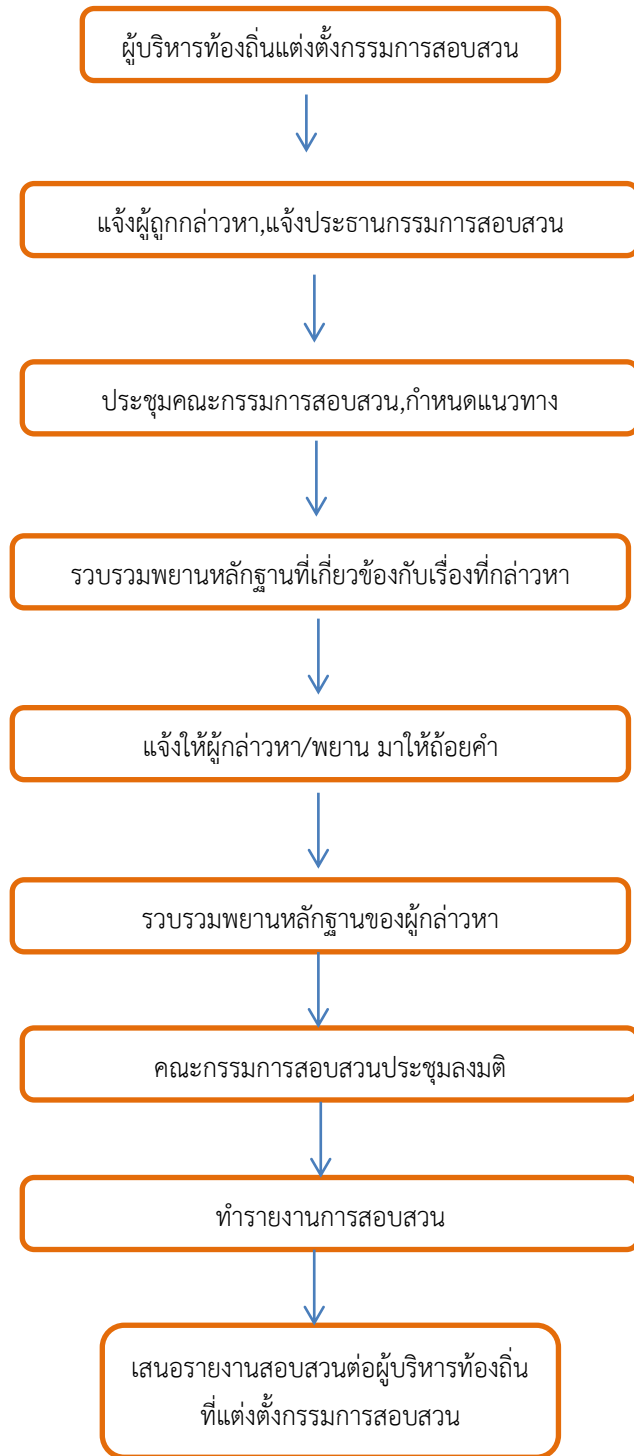 ผู้บริหารท้องถิ่นแต่งตั้งกรรมการสอบสวน
แจ้งผู้ถูกกล่าวหา,แจ้งประธานกรรมการสอบสวน
ประชุมคณะกรรมการสอบสวน,กำหนดแนวทาง
รวบรวมพยานหลักฐานที่เกี่ยวข้องกับเรื่องที่กล่าวหา
แจ้งให้ผู้กล่าวหา/พยาน มาให้ถ้อยคำ
รวบรวมพยานหลักฐานของผู้กล่าวหา
คณะกรรมการสอบสวนประชุมลงมติ
ทำรายงานการสอบสวน
เสนอรายงานสอบสวนต่อผู้บริหารท้องถิ่น
ที่แต่งตั้งกรรมการสอบสวน